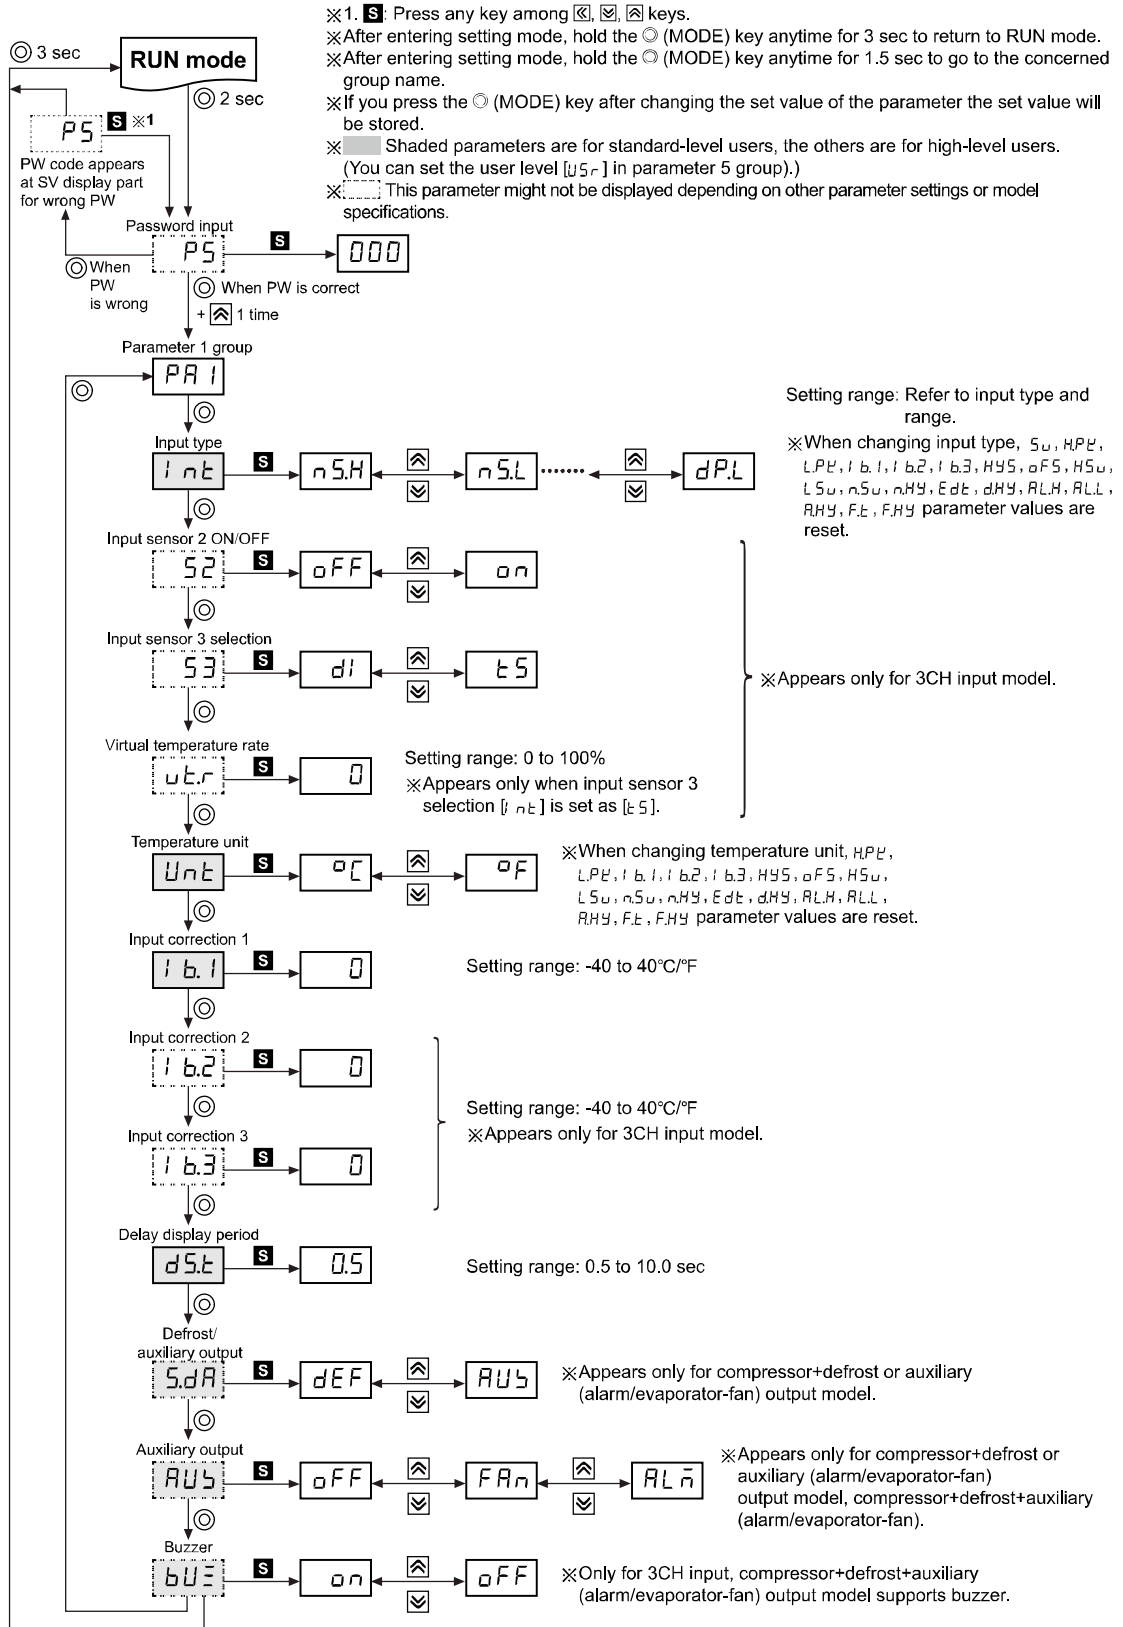 ※1. S: Press any key among «, ︾, ︽ keys.
※After entering setting mode, hold the ◎ (MODE) key anytime for 3 sec to return to RUN mode.
※After entering setting mode, hold the ◎ (MODE) key anytime for 1.5 sec to go to the concerned
group name.
※If you press the ◎ (MODE) key after changing the set value of the parameter the set value will
be stored.
※ Shaded parameters are for standard-level users, the others are for high-level users.
(You can set the user level [USr] in parameter 5 group).)
※ This parameter might not be displayed depending on other parameter settings or model
specifications.
◎ 3 sec
RUN mode
◎ 2 sec
PS
S ※1
PW code appears
at SV display part
for wrong PW
Password input
PS
S
000
◎ When
PW
is wrong
◎ When PW is correct
+ ︽ 1 time
Parameter 1 group
PA1
Input type
Int
S
nS.H
nS.L
dP.L
Setting range: Refer to input type and
range.
※When changing input type, Su, H.PY,
L.PY, Ib.1, Ib.2, Ib.3, HYS, oFS, HSu,
LSu, n.Su, n.HY, Edt, d.HY, AL.H, AL.L,
A.HY, F.t, F.HY parameter values are
reset.
Input sensor 2 ON/OFF
S2
S
oFF
on
Input sensor 3 selection
S3
S
dI
tS
※Appears only for 3CH input model.
Virtual temperature rate
ut.r
S
0
Setting range: 0 to 100%
※Appears only when input sensor 3
selection [Int] is set as [tS].
Temperature unit
Unt
S
oC
oF
※When changing temperature unit, H.PY,
L.PY, Ib.1, Ib.2, Ib.3, HYS, oFS, HSu,
LSu, n.Su, n.HY, Edt, d.HY, AL.H, AL.L,
A.HY, F.t, F.HY parameter values are reset.
Input correction 1
Ib.1
S
0
Setting range: -40 to 40℃/℉
Input correction 2
Ib.2
S
0
Input correction 3
Ib.3
S
0
Setting range: -40 to 40℃/℉
※Appears only for 3CH input model.
Delay display period
dS.t
S
0.5
Setting range: 0.5 to 10.0 sec
Defrost/
auxiliary output
S.dA
S
dEF
AUX
※Appears only for compressor+defrost or auxiliary
(alarm/evaporator-fan) output model.
Auxiliary output
AUX
S
oFF
FAn
ALM
※Appears only for compressor+defrost or
auxiliary (alarm/evaporator-fan)
output model, compressor+defrost+auxiliary
(alarm/evaporator-fan).
Buzzer
bUZ
S
on
oFF
※Only for 3CH input, compressor+defrost+auxiliary
(alarm/evaporator-fan) output model supports buzzer.